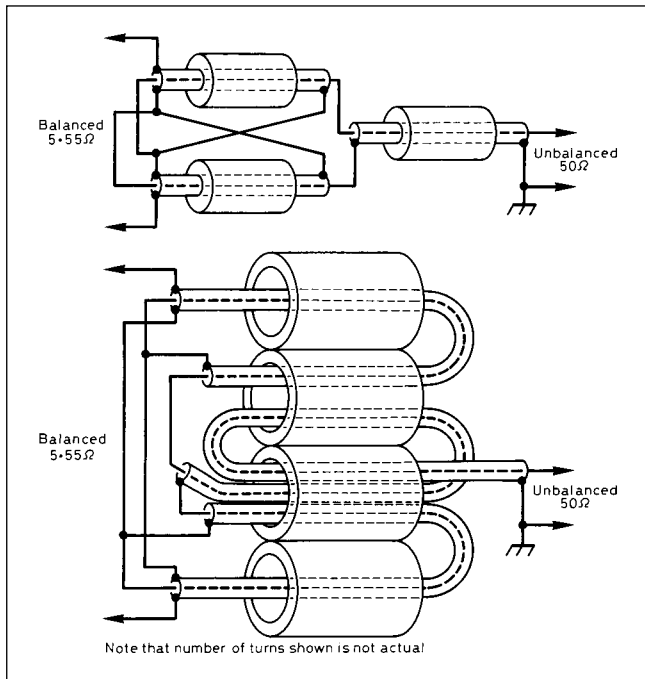 Balanced
5•55Ω
Unbalanced
50Ω
Balanced
5•55Ω
Unbalanced
50Ω
Note that number of turns shown is not actual